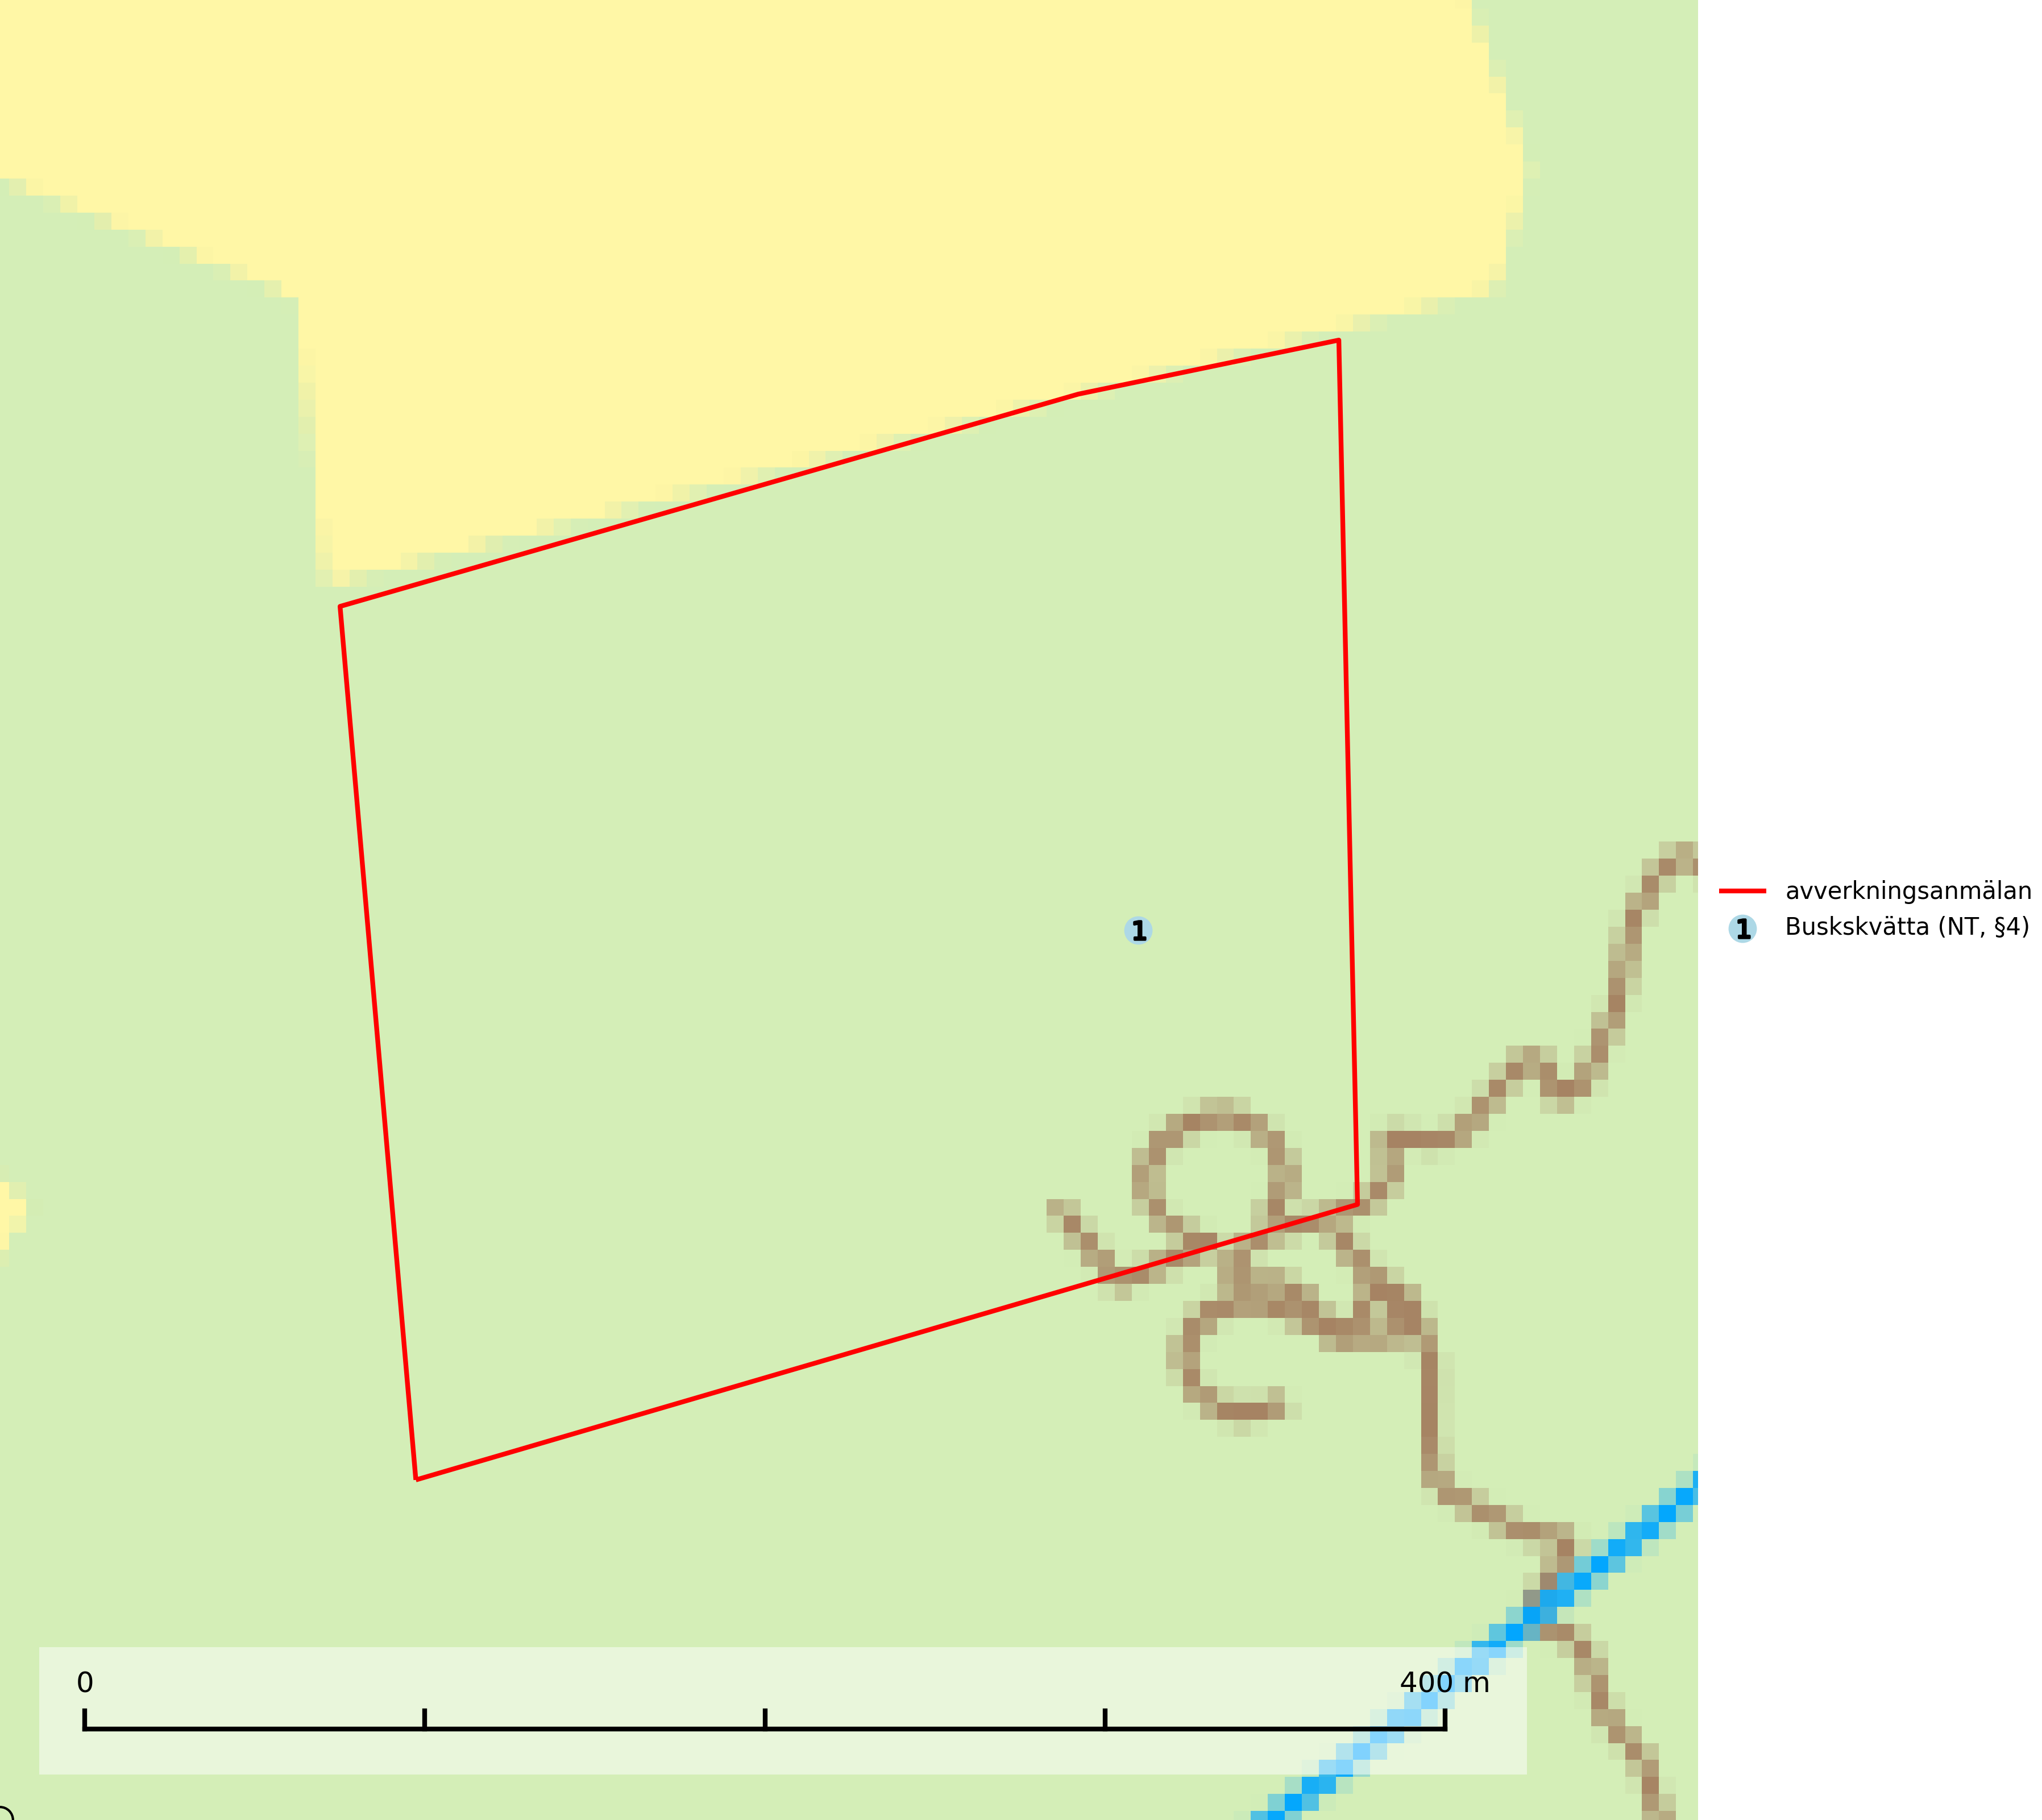 avverkningsanmälan
1 Buskskvätta (NT, §4)
1
0 400 m